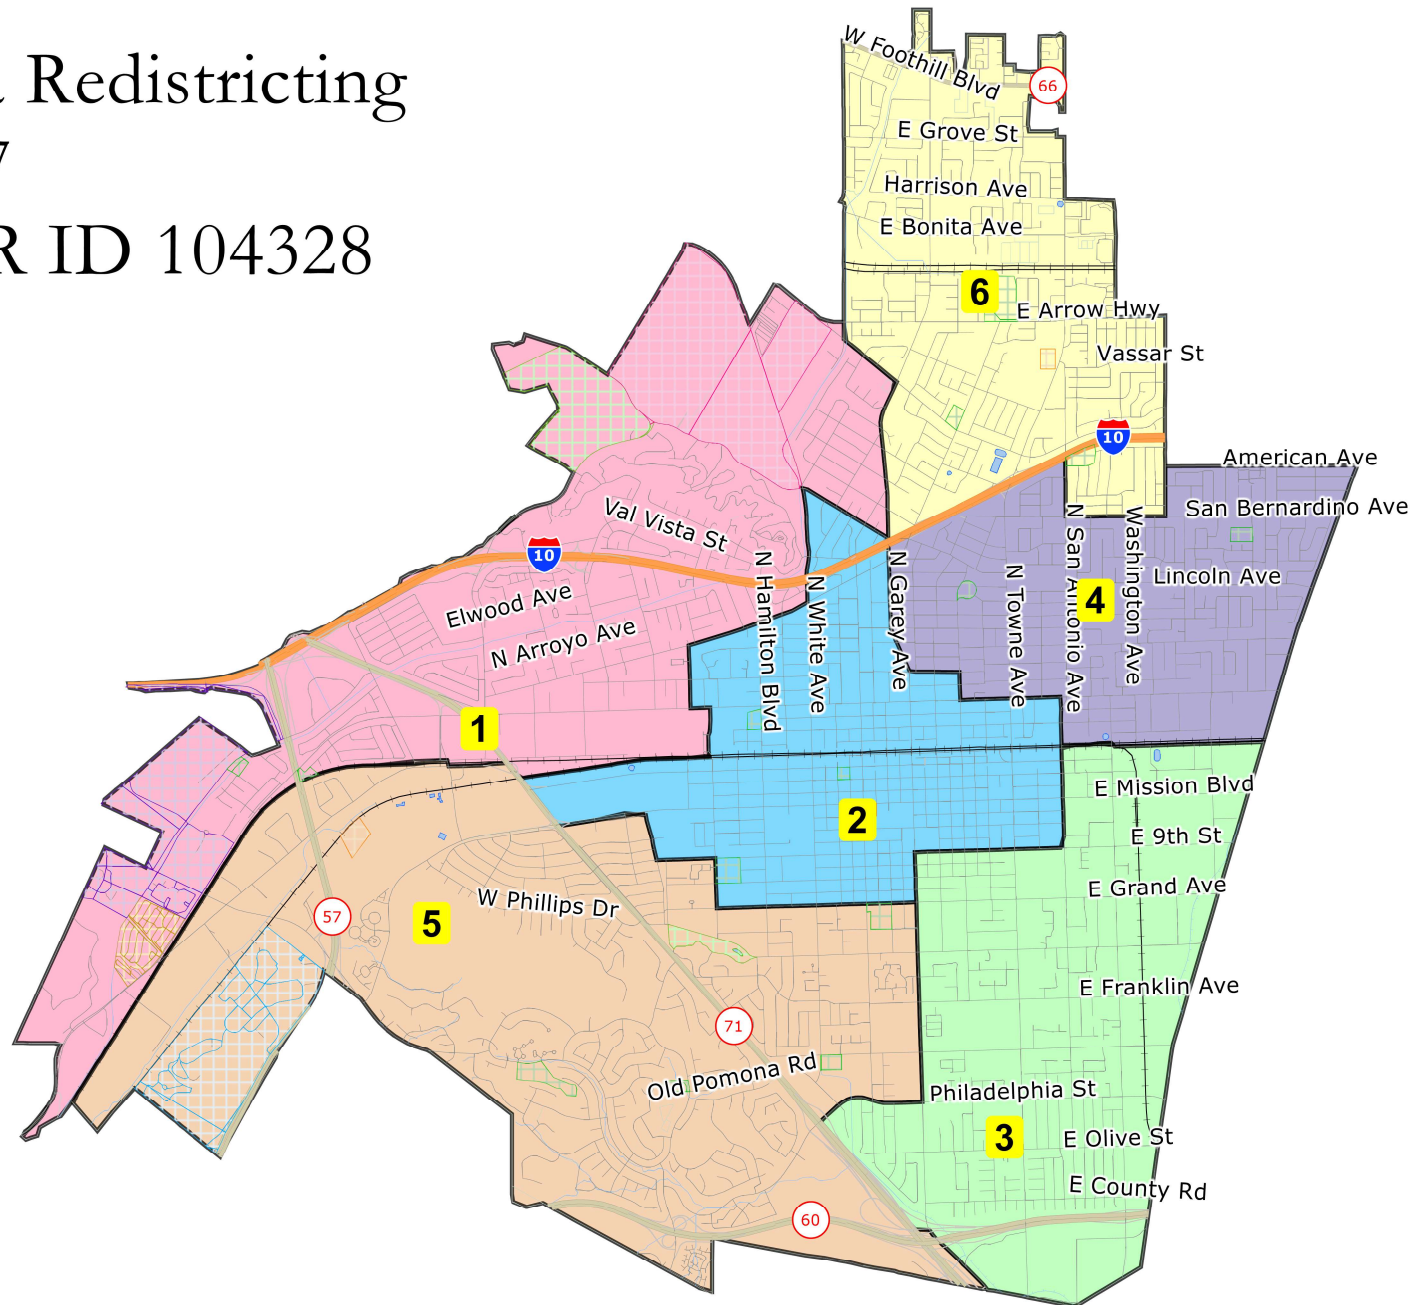 Redistricting
R ID 104328
W Foothill Blvd
66
E Grove St
Harrison Ave
E Bonita Ave
6
E Arrow Hwy
Vassar St
10
American Ave
San Bernardino Ave
Val Vista St
10
N Hamilton Blvd
N White Ave
N Garey Ave
N Towne Ave
N San Antonio Ave
Washington Ave
Lincoln Ave
4
Elwood Ave
N Arroyo Ave
1
E Mission Blvd
2
E 9th St
E Grand Ave
W Phillips Dr
57
5
E Franklin Ave
71
Old Pomona Rd
Philadelphia St
3
E Olive St
E County Rd
60